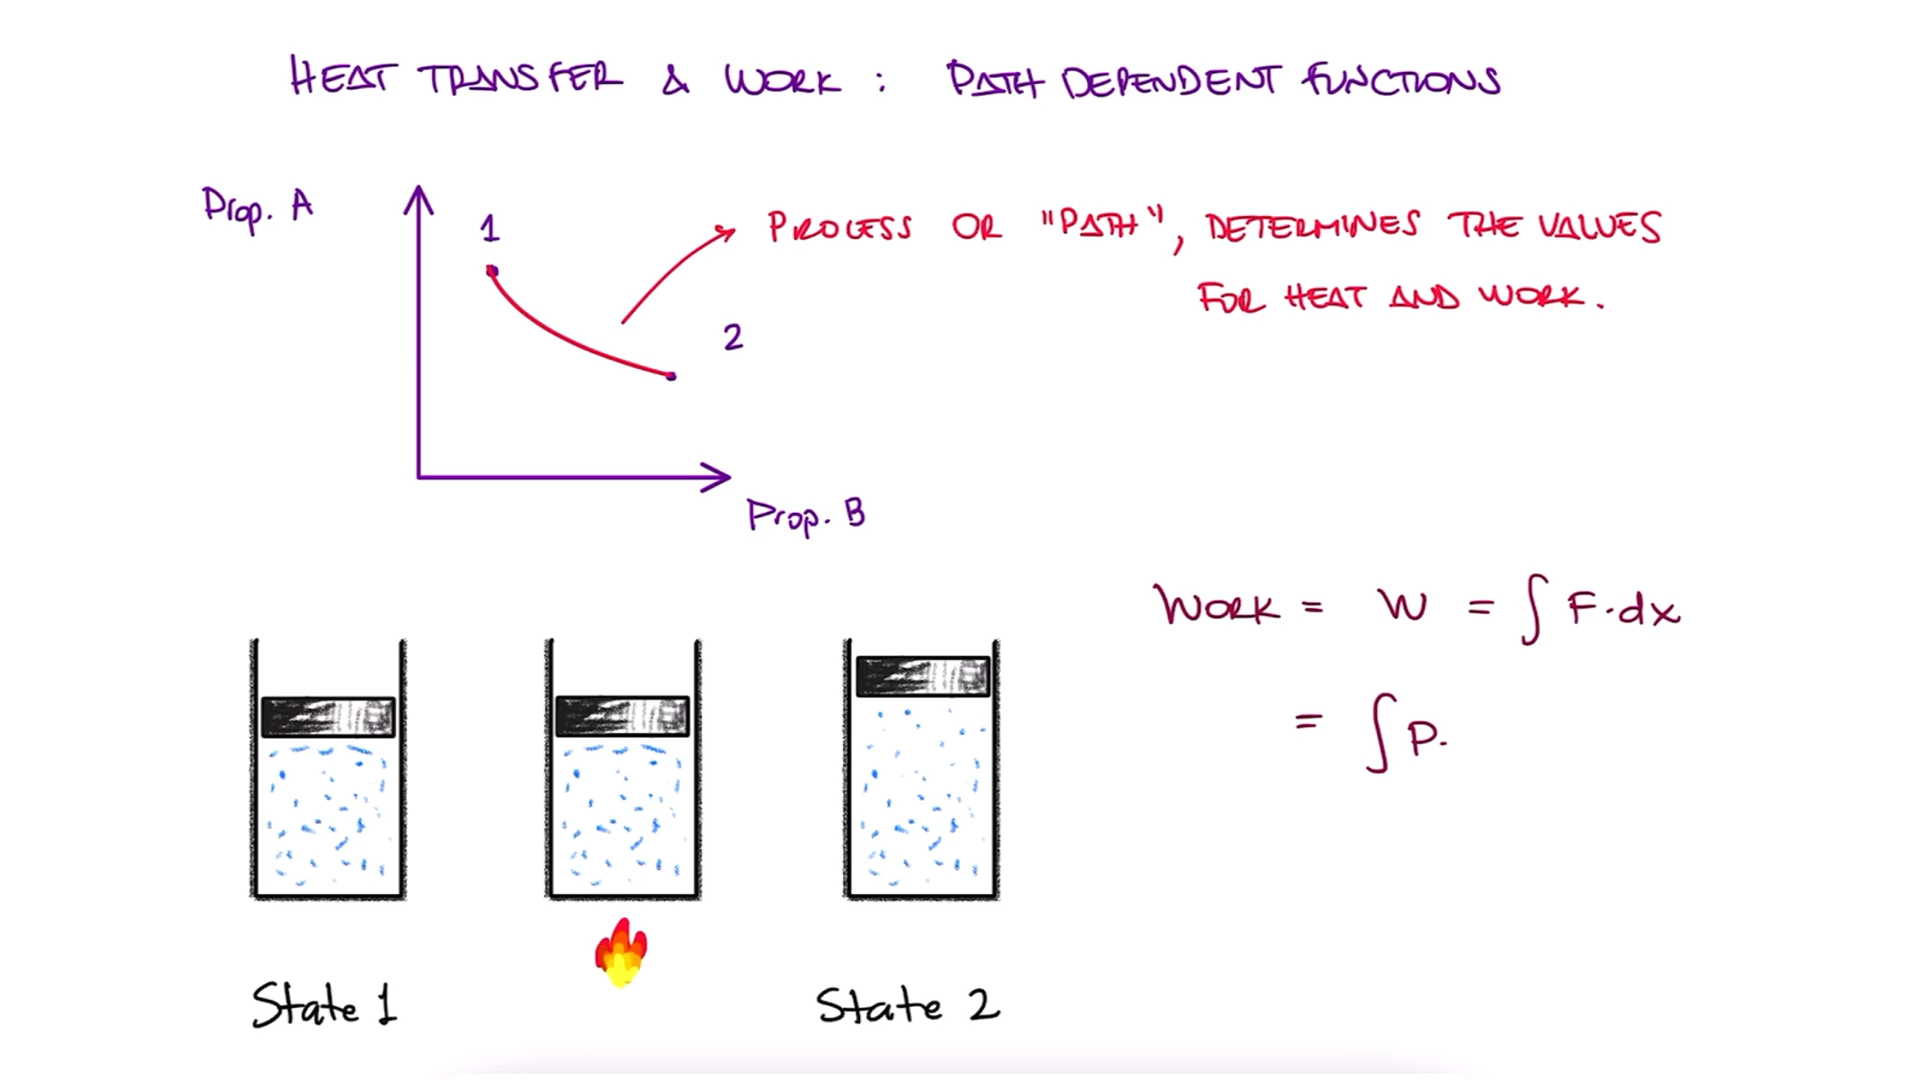 HEAT TRANSFER & WORK : PATH DEPENDENT FUNCTIONS
Prop. A
1
PROCESS OR "PATH", DETERMINES THE VALUES
FOR HEAT AND WORK.
2
Prop. B
WORK = W = ∫ F·dx
= ∫ P.
State 1
State 2